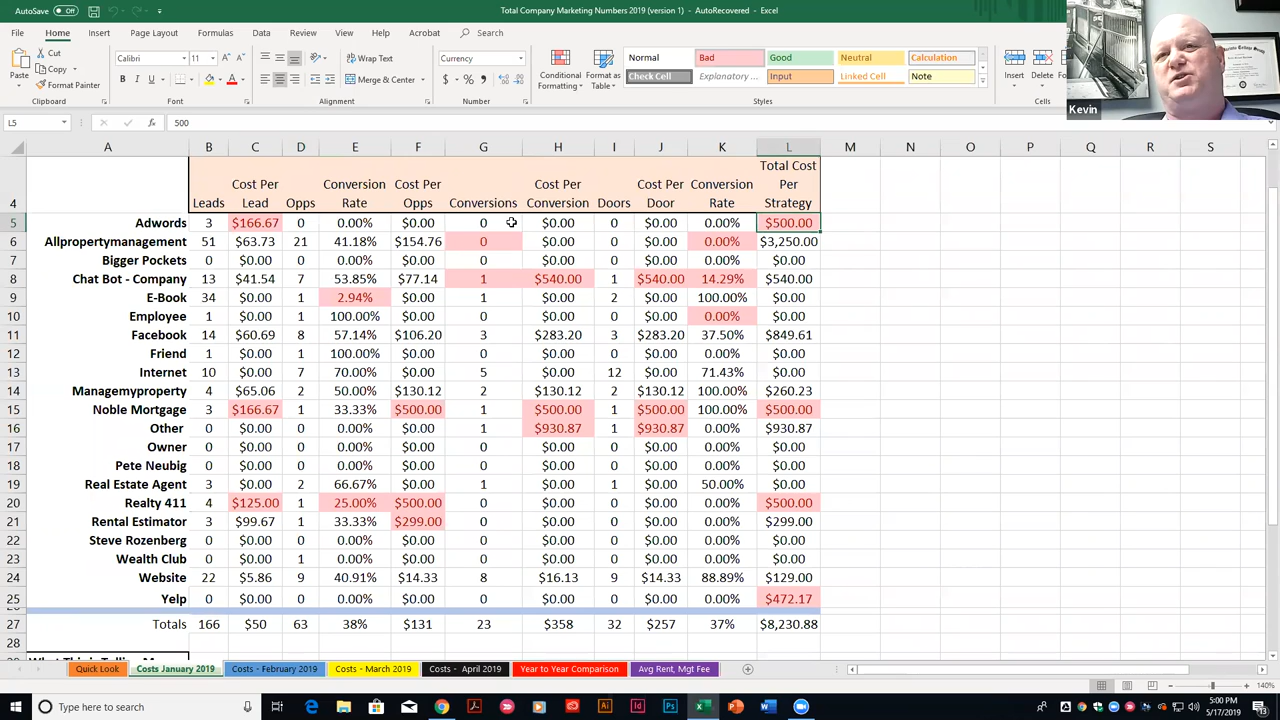 AutoSave Off Total Company Marketing Numbers 2019 (version 1) - AutoRecovered - Excel
File Home Insert Page Layout Formulas Data Review View Help Acrobat Search
Cut Calibri 11 Wrap Text Currency Normal Bad Good Neutral Calculation
Copy Paste Format Painter B I U Merge & Center $ % Conditional Formatting Format as Table Check Cell Explanatory ... Input Linked Cell Note Insert Delete
Clipboard Font Alignment Number Styles Cells
Kevin
L5 fx 500
A B C D E F G H I J K L M N O P Q R S
4 Leads Cost Per Lead Opps Conversion Rate Cost Per Opps Conversions Cost Per Conversion Doors Cost Per Door Conversion Rate Total Cost Per Strategy
5 Adwords 3 $166.67 0 0.00% $0.00 0 $0.00 0 $0.00 0.00% $500.00
6 Allpropertymanagement 51 $63.73 21 41.18% $154.76 0 $0.00 0 $0.00 0.00% $3,250.00
7 Bigger Pockets 0 $0.00 0 0.00% $0.00 0 $0.00 0 $0.00 0.00% $0.00
8 Chat Bot - Company 13 $41.54 7 53.85% $77.14 1 $540.00 1 $540.00 14.29% $540.00
9 E-Book 34 $0.00 1 2.94% $0.00 1 $0.00 2 $0.00 100.00% $0.00
10 Employee 1 $0.00 1 100.00% $0.00 0 $0.00 0 $0.00 0.00% $0.00
11 Facebook 14 $60.69 8 57.14% $106.20 3 $283.20 3 $283.20 37.50% $849.61
12 Friend 1 $0.00 1 100.00% $0.00 0 $0.00 0 $0.00 0.00% $0.00
13 Internet 10 $0.00 7 70.00% $0.00 5 $0.00 12 $0.00 71.43% $0.00
14 Managemyproperty 4 $65.06 2 50.00% $130.12 2 $130.12 2 $130.12 100.00% $260.23
15 Noble Mortgage 3 $166.67 1 33.33% $500.00 1 $500.00 1 $500.00 100.00% $500.00
16 Other 0 $0.00 0 0.00% $0.00 1 $930.87 1 $930.87 0.00% $930.87
17 Owner 0 $0.00 0 0.00% $0.00 0 $0.00 0 $0.00 0.00% $0.00
18 Pete Neubig 0 $0.00 0 0.00% $0.00 0 $0.00 0 $0.00 0.00% $0.00
19 Real Estate Agent 3 $0.00 2 66.67% $0.00 1 $0.00 1 $0.00 50.00% $0.00
20 Realty 411 4 $125.00 1 25.00% $500.00 0 $0.00 0 $0.00 0.00% $500.00
21 Rental Estimator 3 $99.67 1 33.33% $299.00 0 $0.00 0 $0.00 0.00% $299.00
22 Steve Rozenberg 0 $0.00 0 0.00% $0.00 0 $0.00 0 $0.00 0.00% $0.00
23 Wealth Club 0 $0.00 1 0.00% $0.00 0 $0.00 0 $0.00 0.00% $0.00
24 Website 22 $5.86 9 40.91% $14.33 8 $16.13 9 $14.33 88.89% $129.00
25 Yelp 0 $0.00 0 0.00% $0.00 0 $0.00 0 $0.00 0.00% $472.17
27 Totals 166 $50 63 38% $131 23 $358 32 $257 37% $8,230.88
28
Quick Look Costs January 2019 Costs - February 2019 Costs - March 2019 Costs - April 2019 Year to Year Comparison Avg Rent, Mgt Fee
140%
Type here to search 5:00 PM
5/17/2019